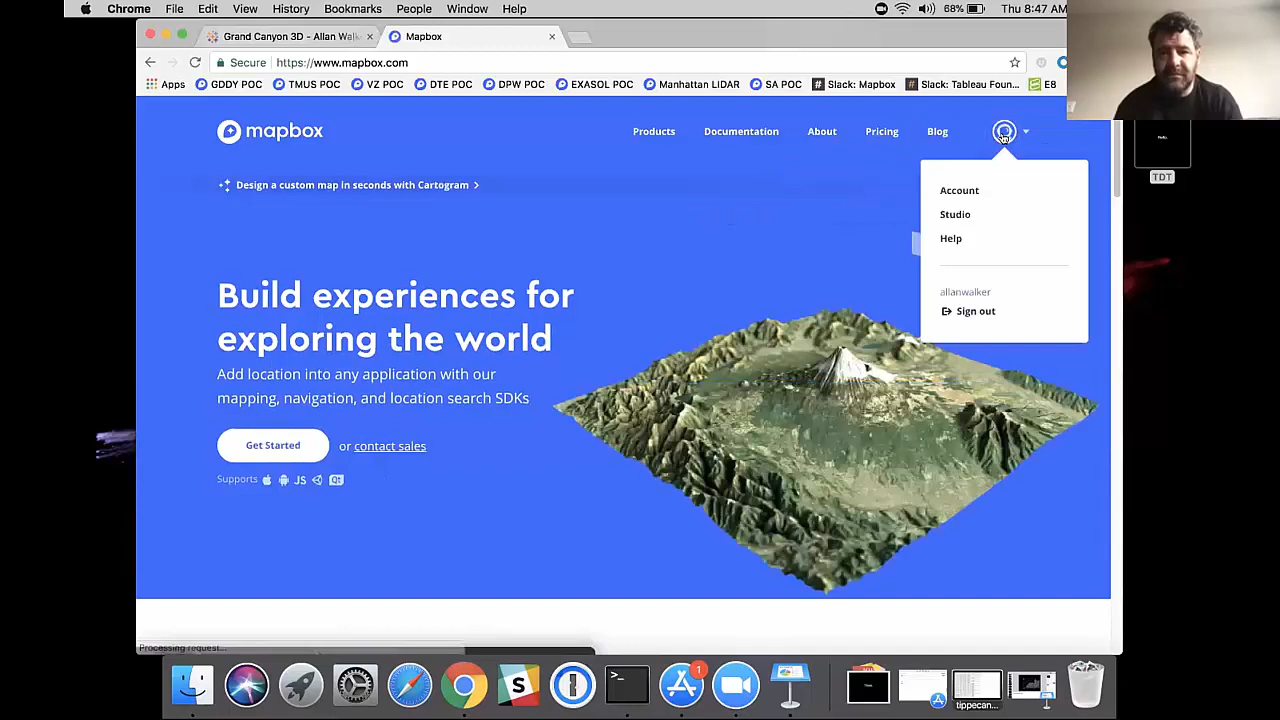 Chrome File Edit View History Bookmarks People Window Help
68% Thu 8:47 AM
Grand Canyon 3D - Allan Walk
Mapbox
Secure https://www.mapbox.com
Apps GDDY POC TMUS POC VZ POC DTE POC DPW POC EXASOL POC Manhattan LiDAR SA POC Slack: Mapbox Slack: Tableau Foun... E8
mapbox
Products Documentation About Pricing Blog
Design a custom map in seconds with Cartogram
Account
Studio
Help
allanwalker
Sign out
Build experiences for
exploring the world
Add location into any application with our
mapping, navigation, and location search SDKs
Get Started or contact sales
Supports JS Qt
Processing request...
TDT
S
1
tippecan...